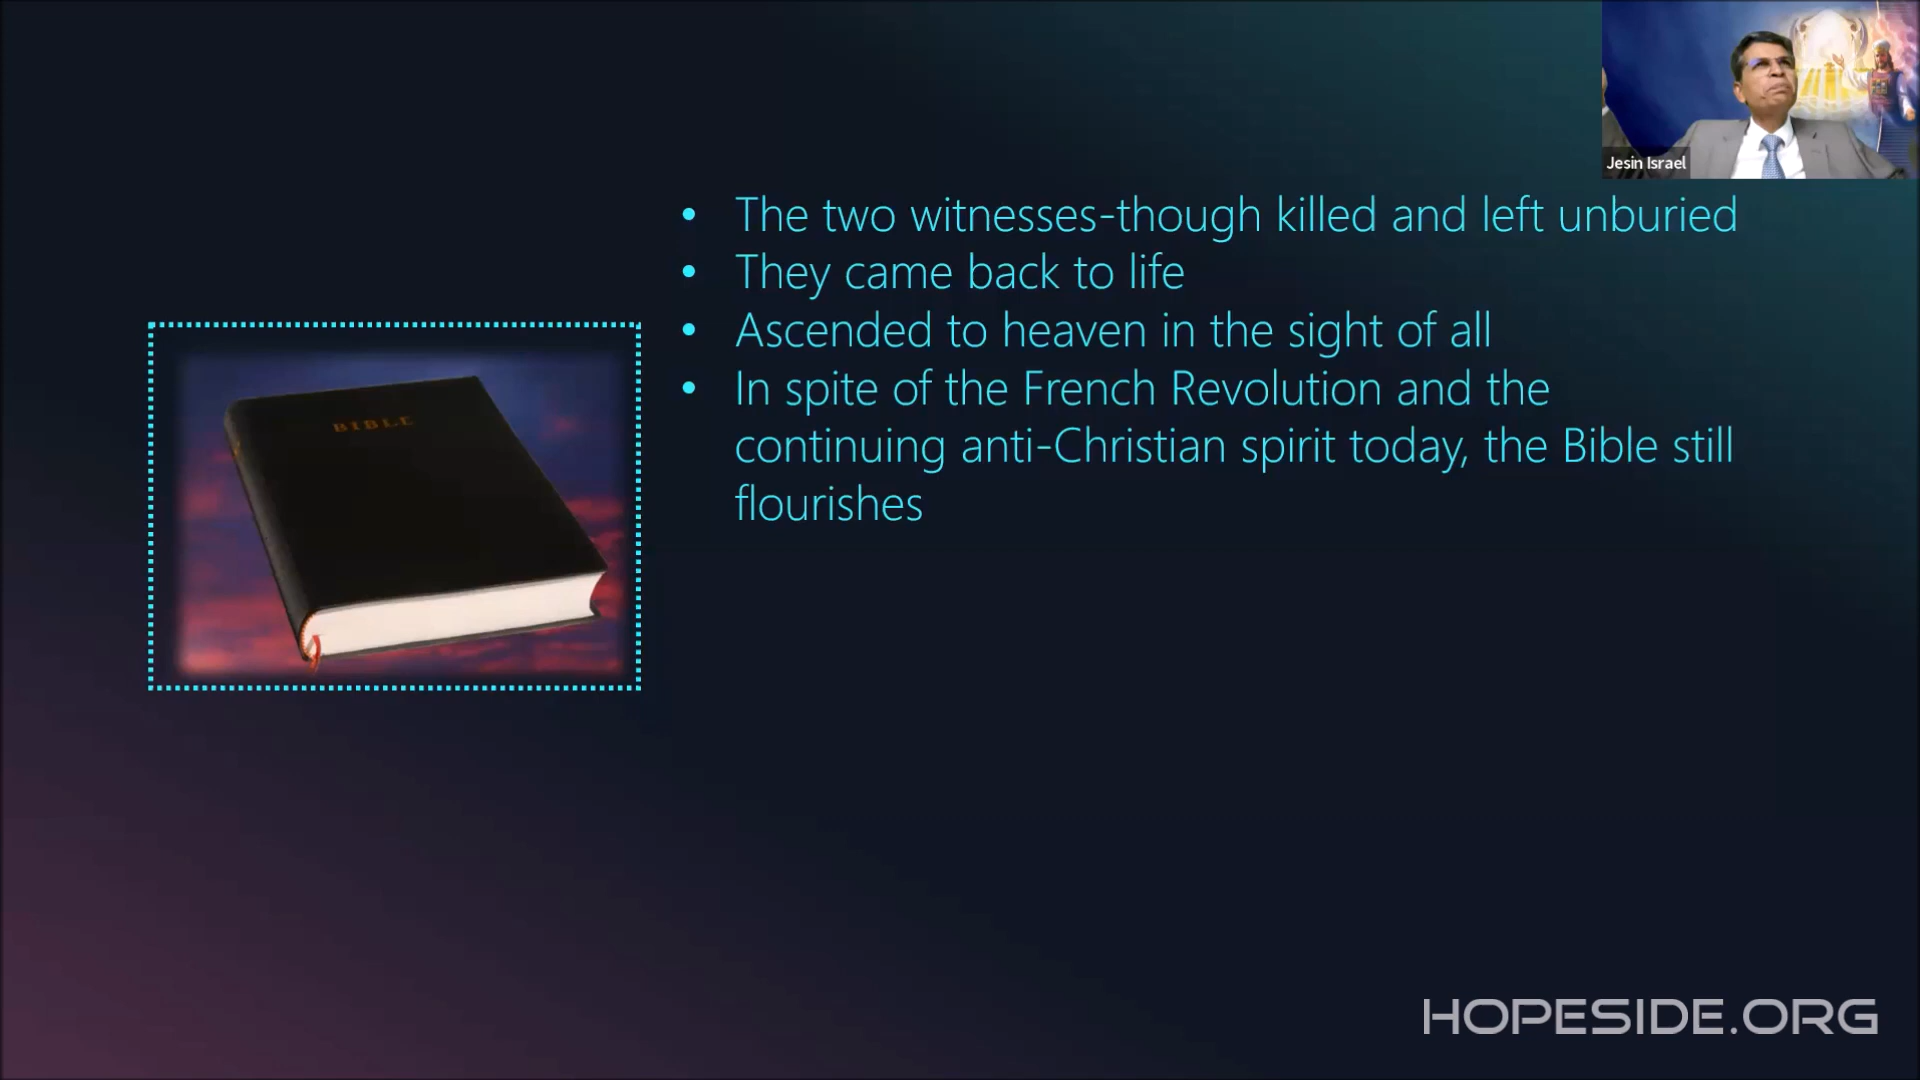 Jesin Israel
• The two witnesses-though killed and left unburied
• They came back to life
• Ascended to heaven in the sight of all
• In spite of the French Revolution and the
continuing anti-Christian spirit today, the Bible still
flourishes
BIBLE
HOPESIDE.ORG